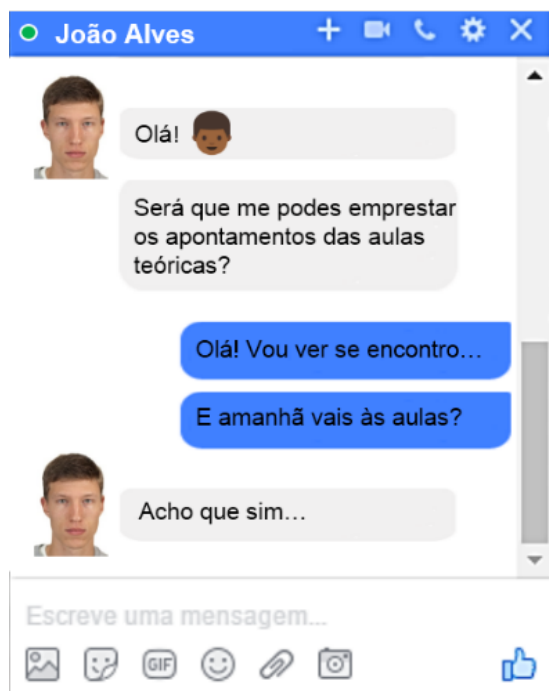 João Alves
Olá!
Será que me podes emprestar
os apontamentos das aulas
teóricas?
Olá! Vou ver se encontro...
E amanhã vais às aulas?
Acho que sim...
Escreve uma mensagem...
GIF